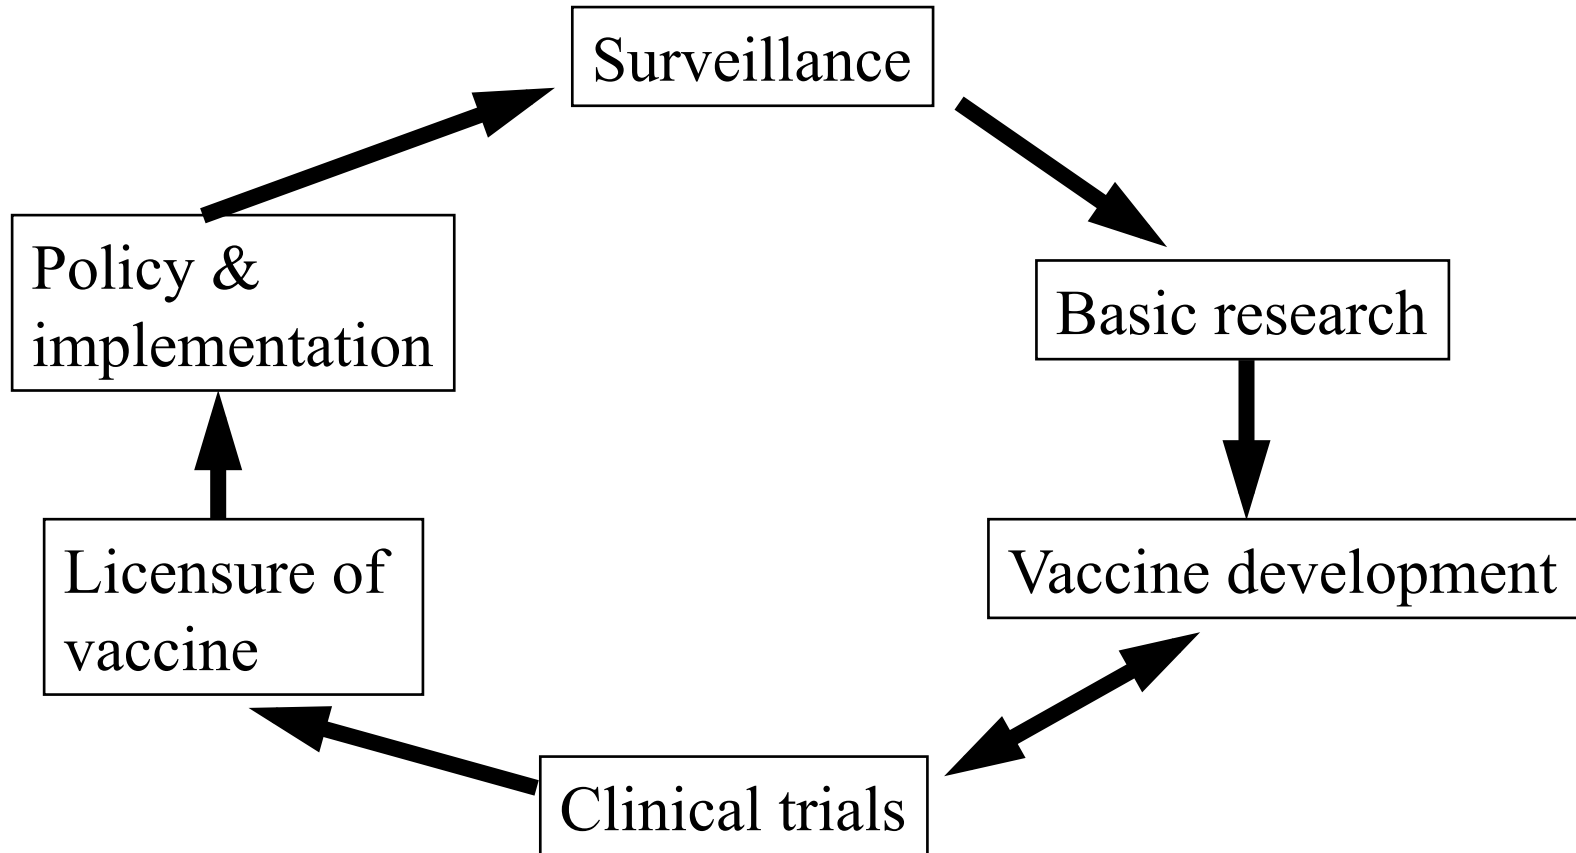 Surveillance
Basic research
Vaccine development
Clinical trials
Licensure of
vaccine
Policy &
implementation